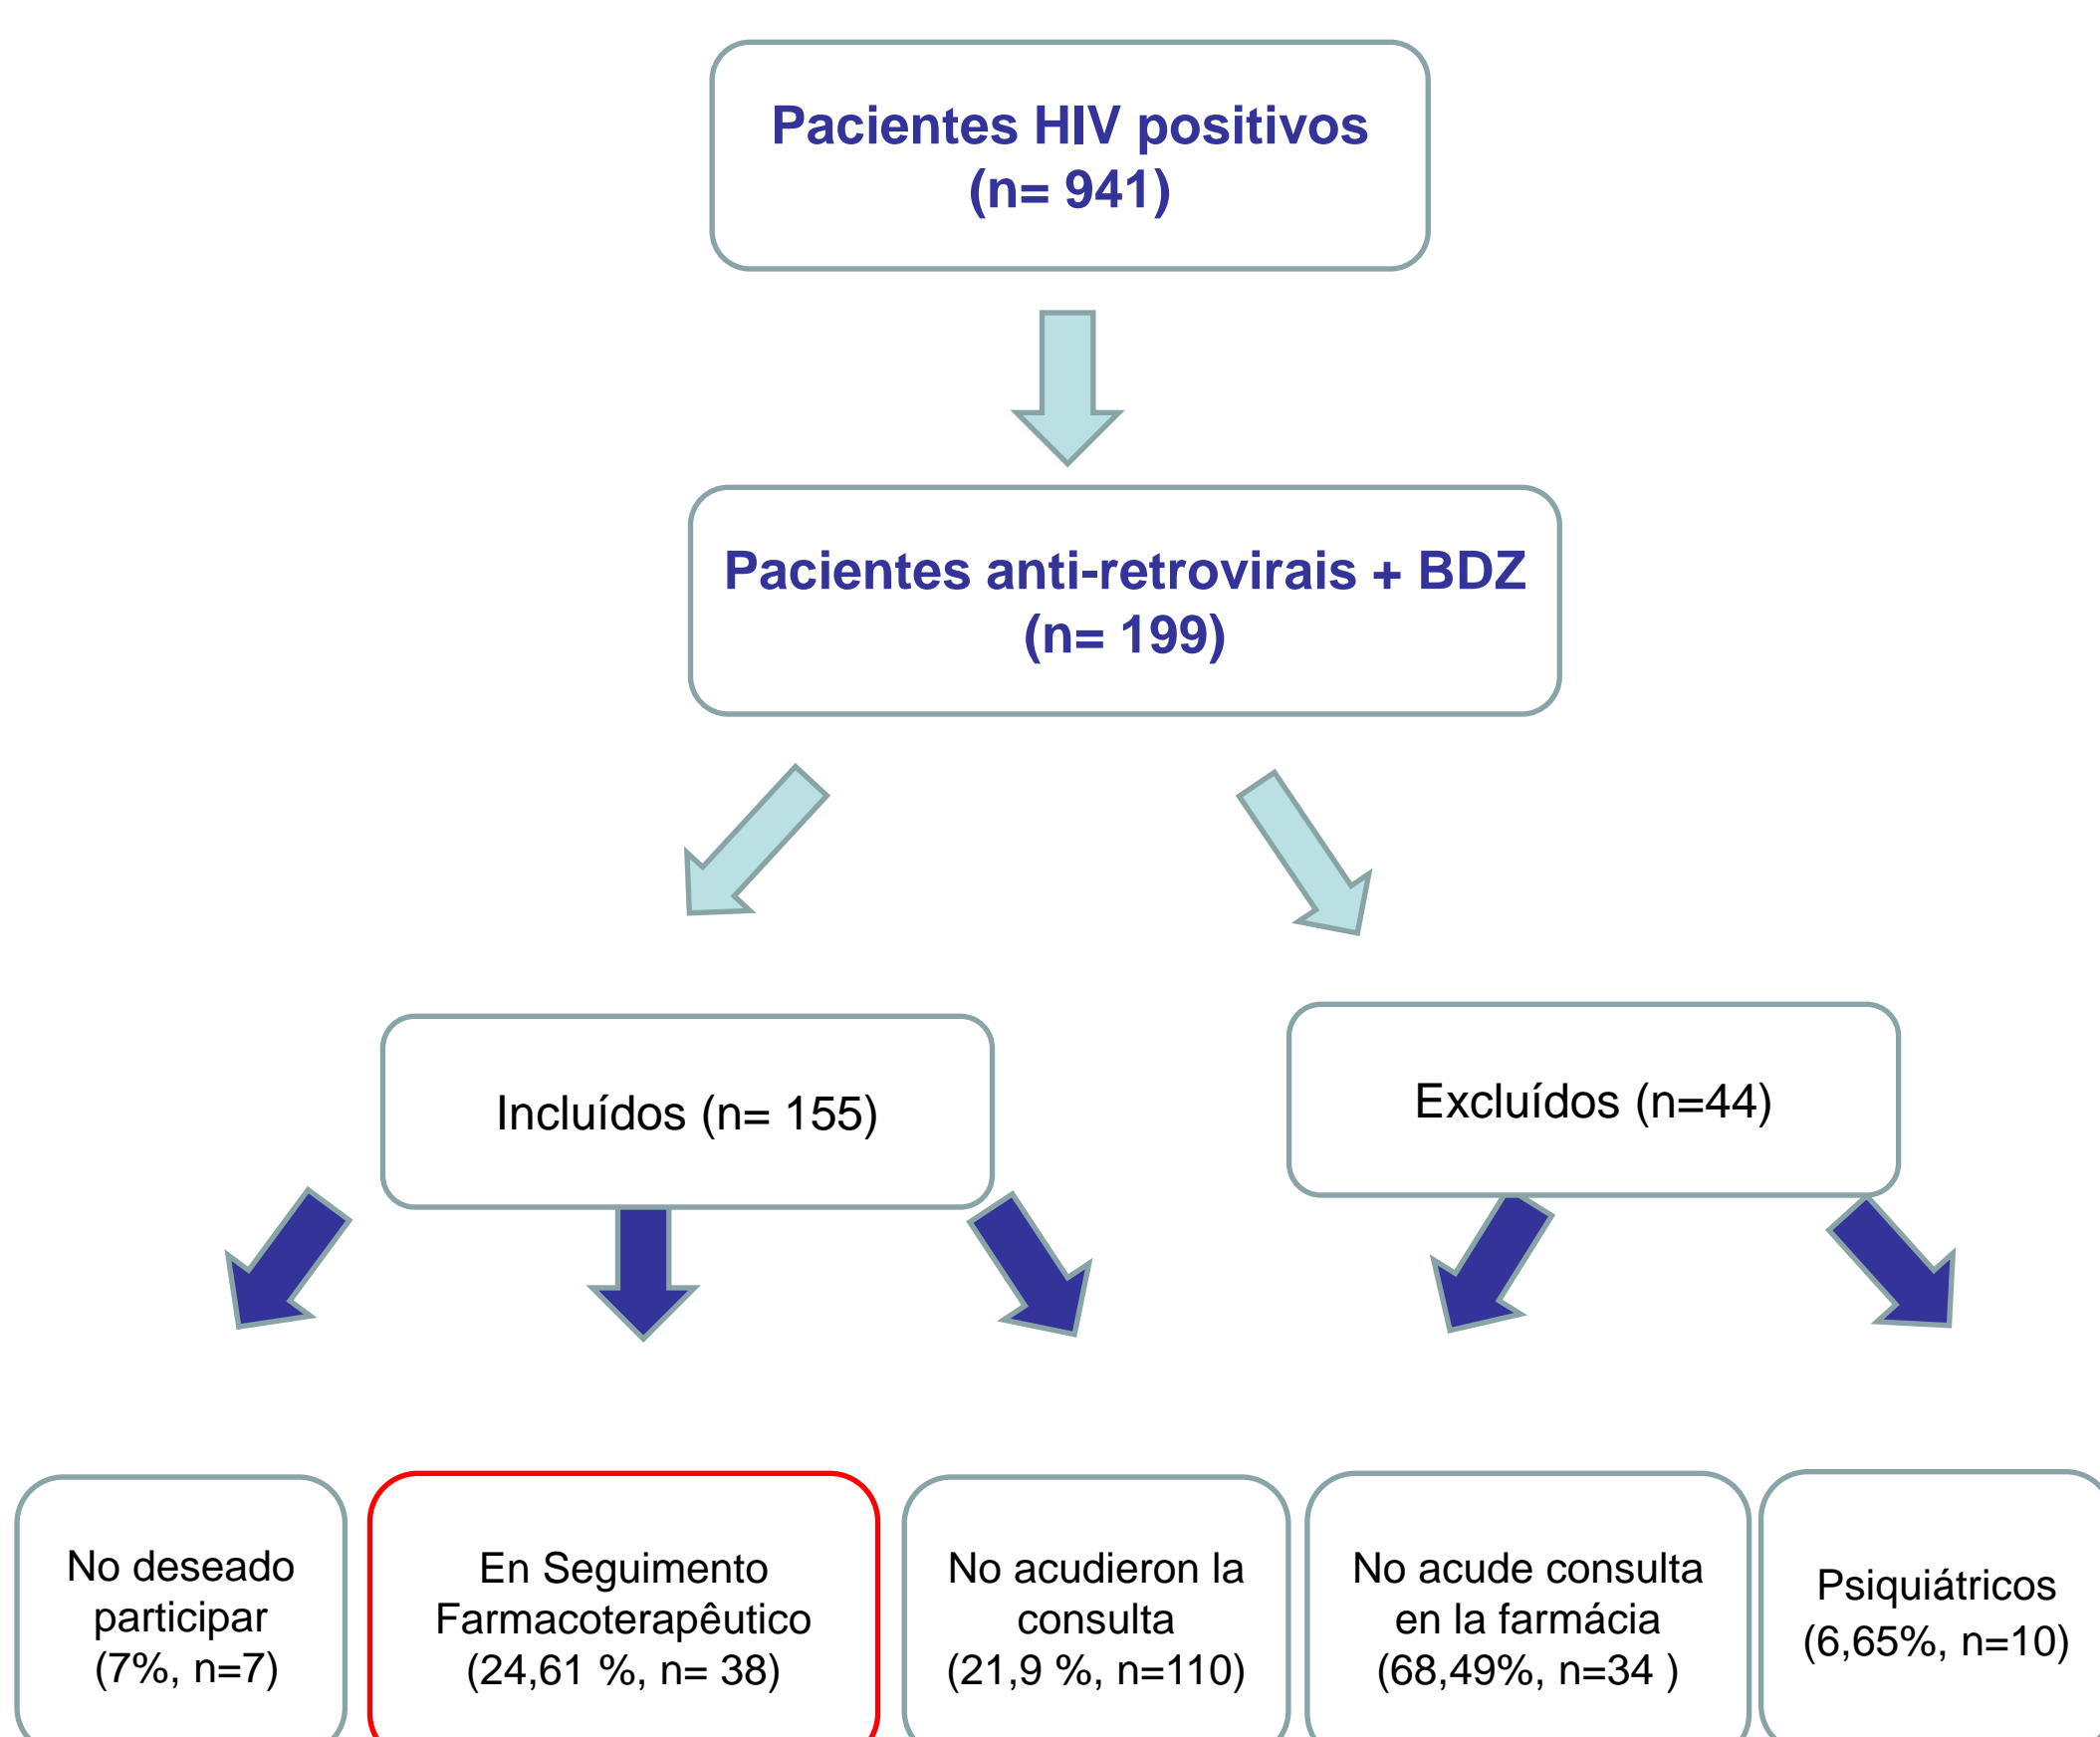 Pacientes HIV positivos
(n= 941)
Pacientes anti-retrovirais + BDZ
(n= 199)
Incluídos (n= 155)
Excluídos (n=44)
No deseado
participar
(7%, n=7)
En Seguimento
Farmacoterapêutico
(24,61 %, n= 38)
No acudieron la
consulta
(21,9 %, n=110)
No acude consulta
en la farmácia
(68,49%, n=34 )
Psiquiátricos
(6,65%, n=10)